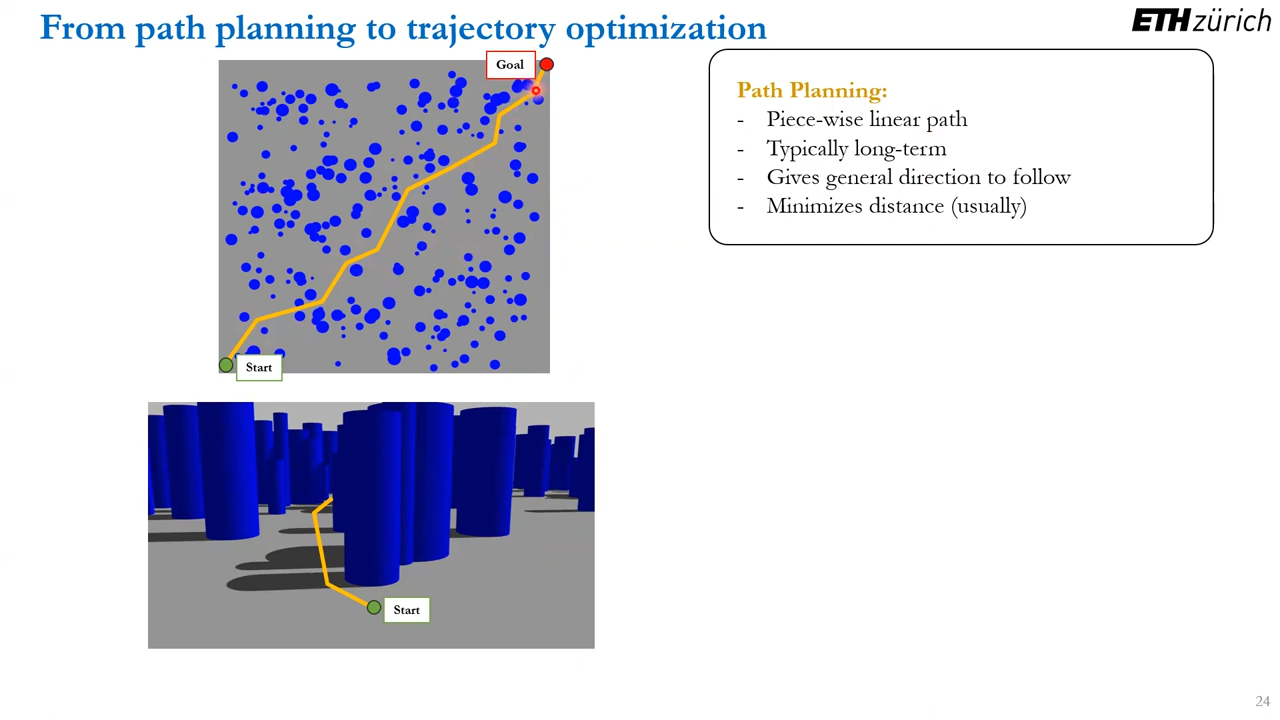 From path planning to trajectory optimization
ETH zürich
Goal
Start
Path Planning:
- Piece-wise linear path
- Typically long-term
- Gives general direction to follow
- Minimizes distance (usually)
Start
24